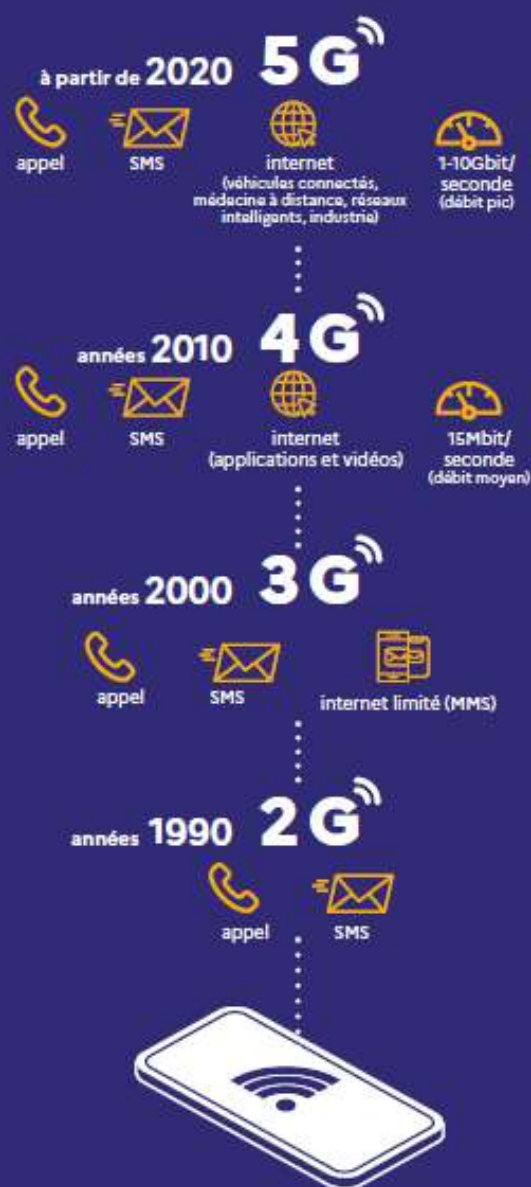 à partir de 2020 5G
appel
SMS
internet
(véhicules connectés,
médecine à distance, réseaux
intelligents, industrie)
1-10Gbit/
seconde
(débit pic)
années 2010 4G
appel
SMS
internet
(applications et vidéos)
15Mbit/
seconde
(débit moyen)
années 2000 3G
appel
SMS
internet limité (MMS)
années 1990 2G
appel
SMS